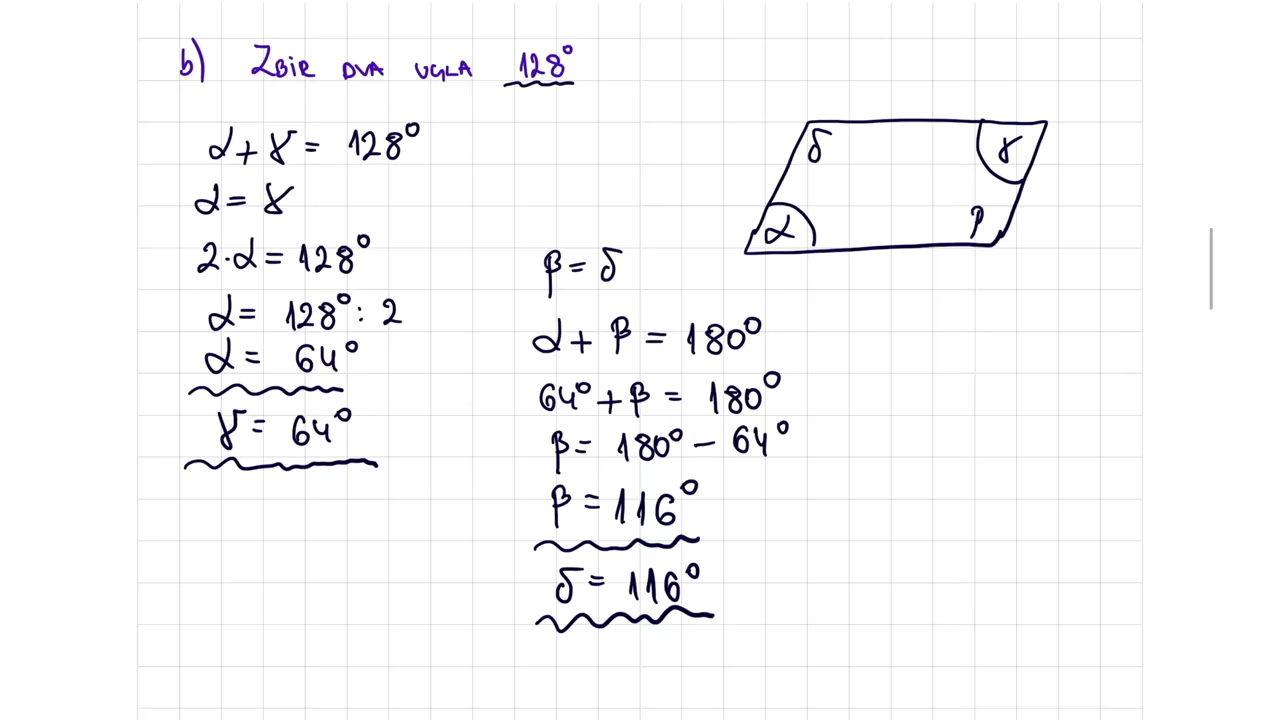 b) ZBIR DVA UGLA 128°
α + γ = 128°
α = γ
2·α = 128°
α = 128° : 2
α = 64°
γ = 64°
β = δ
α + β = 180°
64° + β = 180°
β = 180° - 64°
β = 116°
δ = 116°
δ γ
α β